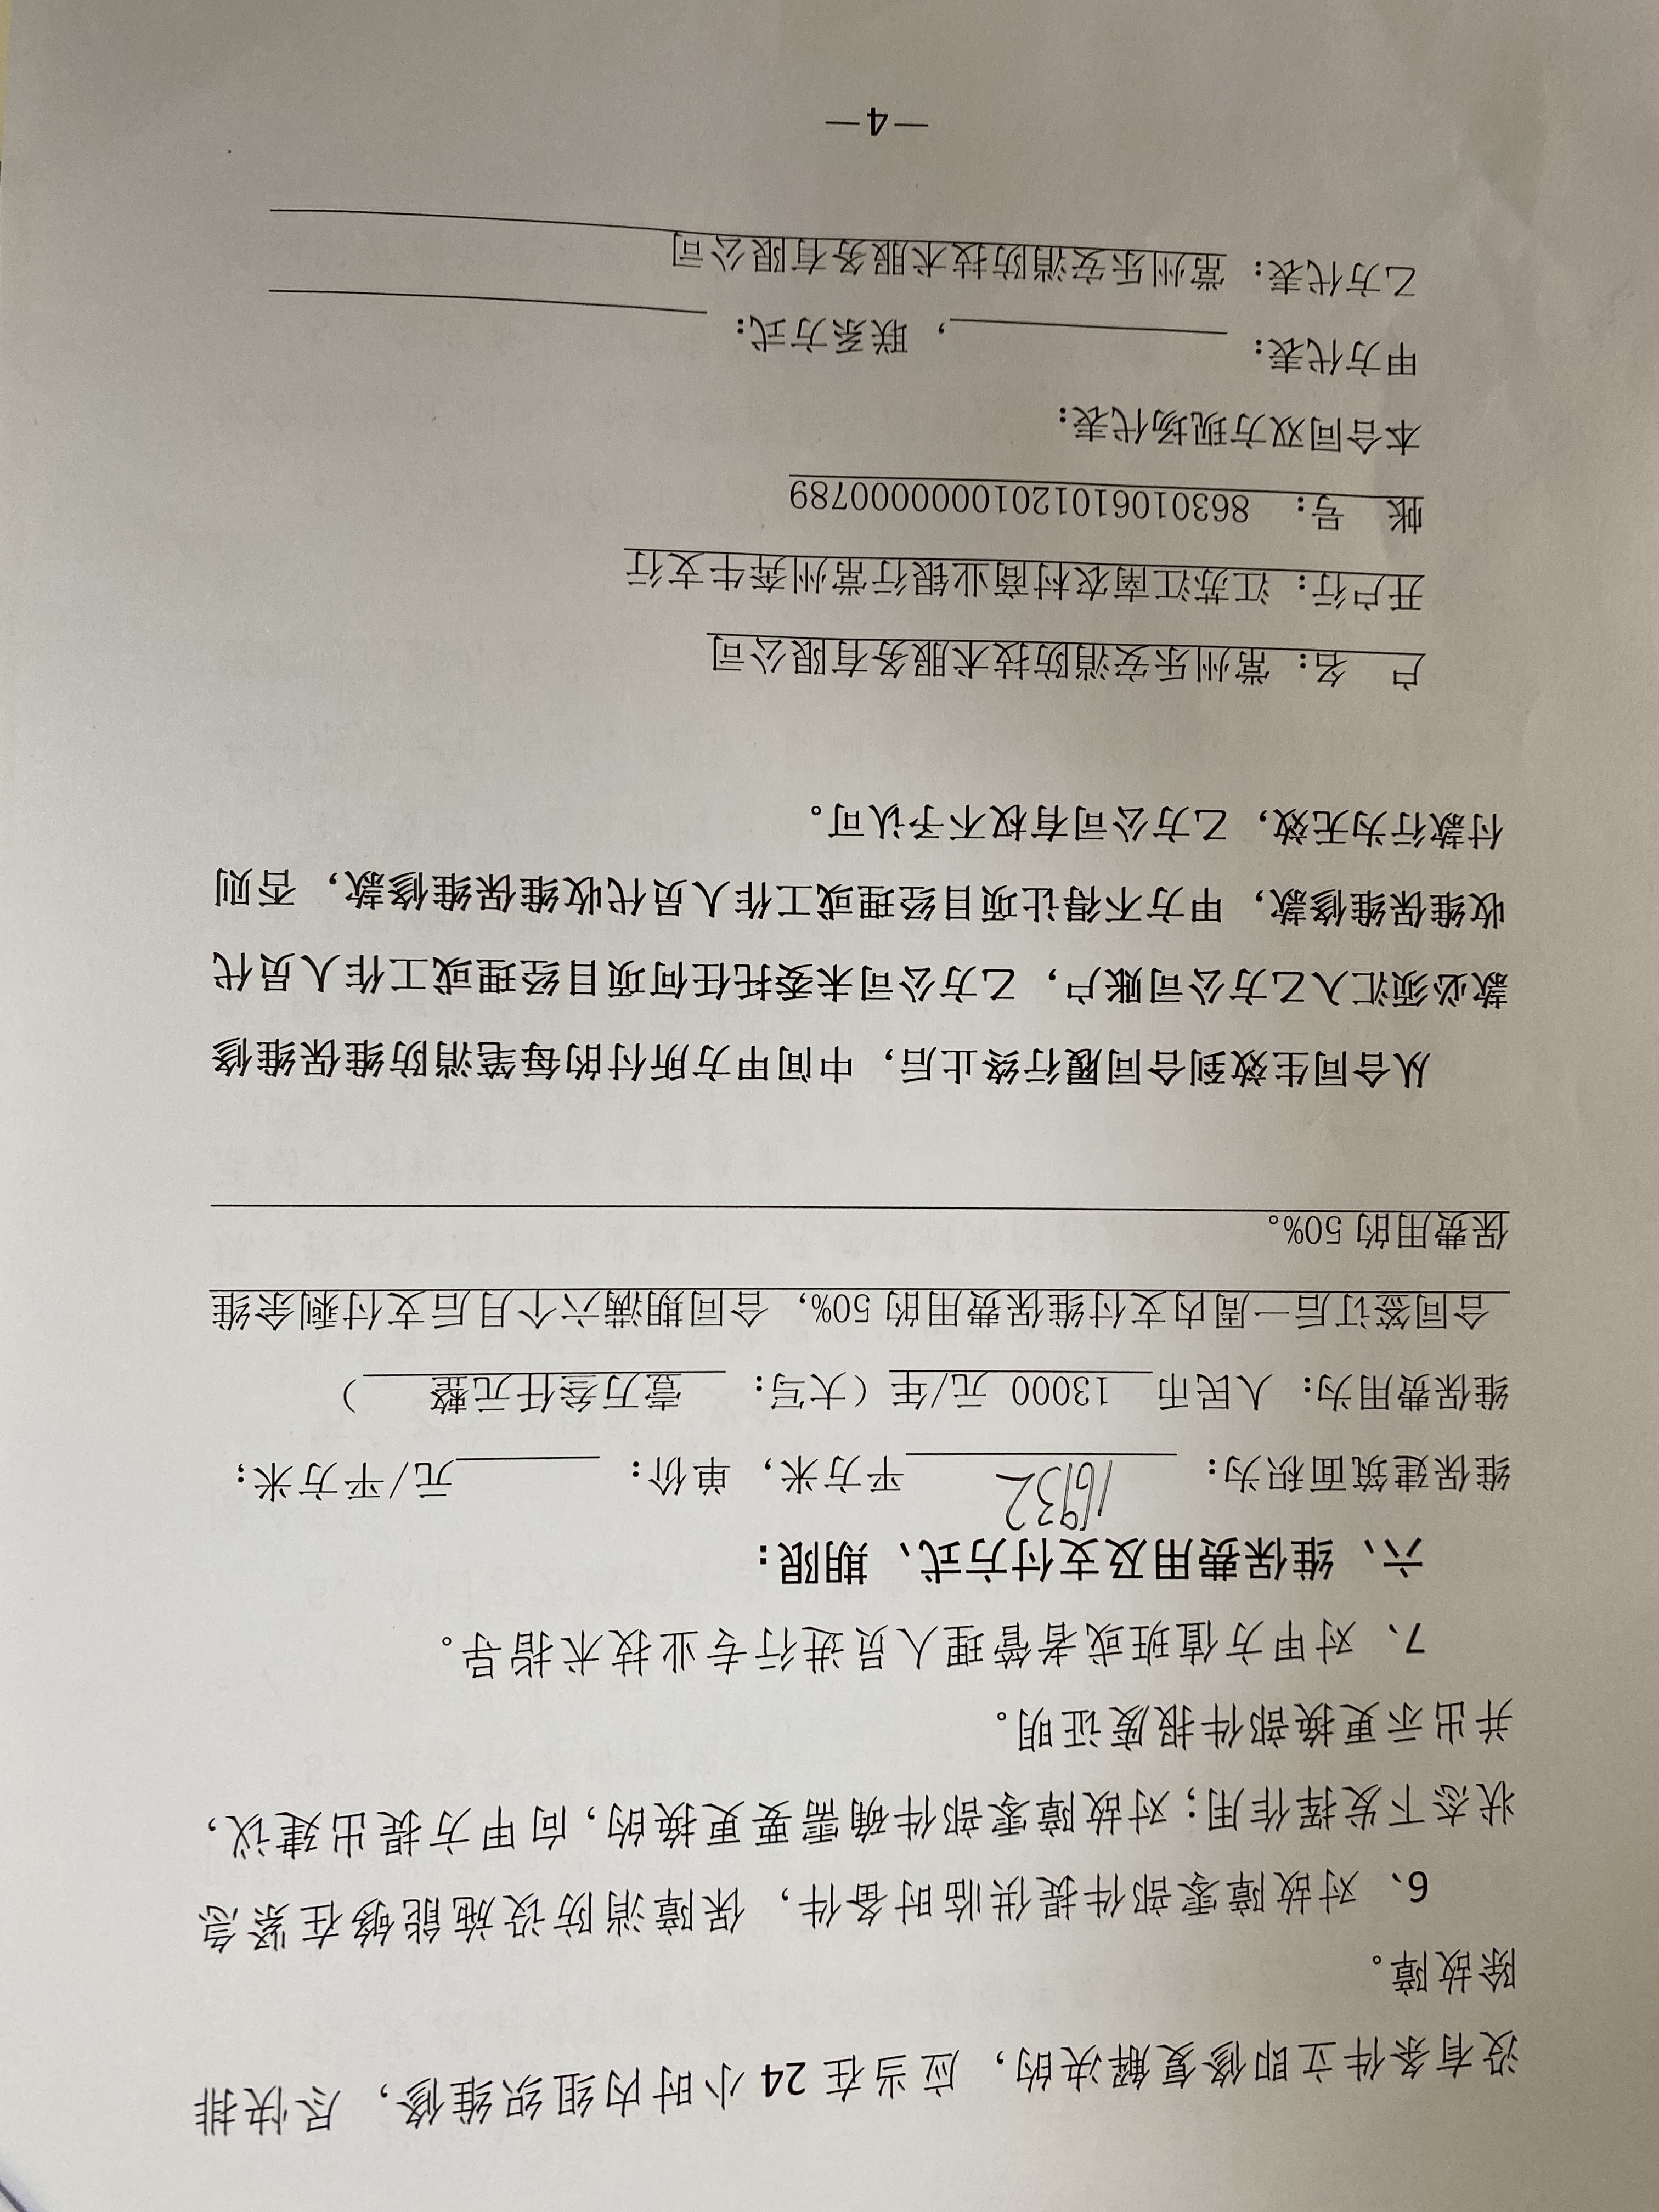 没有条件立即修复解决的，应当在 24 小时内组织维修，尽快排
除故障。
6、对故障零部件提供临时备件，保障消防设施能够在紧急
状态下发挥作用；对故障零部件确需要更换的，向甲方提出建议，
并出示更换部件报废证明。
7、对甲方值班或者管理人员进行专业技术指导。
六、维保费用及支付方式、期限：
维保建筑面积为：16932平方米，单价：元/平方米；
维保费用为：人民币 13000 元/年（大写：壹万叁仟元整）
合同签订后一周内支付维保费用的 50%，合同期满六个月后支付剩余维
保费用的 50%。
从合同生效到合同履行终止后，中间甲方所付的每笔消防维保维修
款必须汇入乙方公司账户，乙方公司未委托任何项目经理或工作人员代
收维保维修款，甲方不得让项目经理或工作人员代收维保维修款，否则
付款行为无效，乙方公司有权不予认可。
户 名：常州乐安消防技术服务有限公司
开户行：江苏江南农村商业银行常州奔牛支行
账 号：8630106101201000000789
本合同双方现场代表：
甲方代表：，联系方式：
乙方代表：常州乐安消防技术服务有限公司
—4—